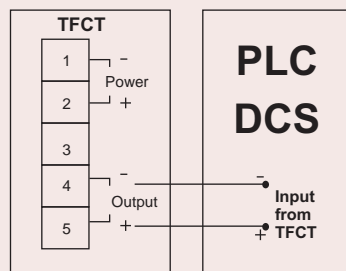 TFCT
PLC
DCS
1 -
Power
2 +
3
4 -
Output
5 +
-
Input
from
+ TFCT